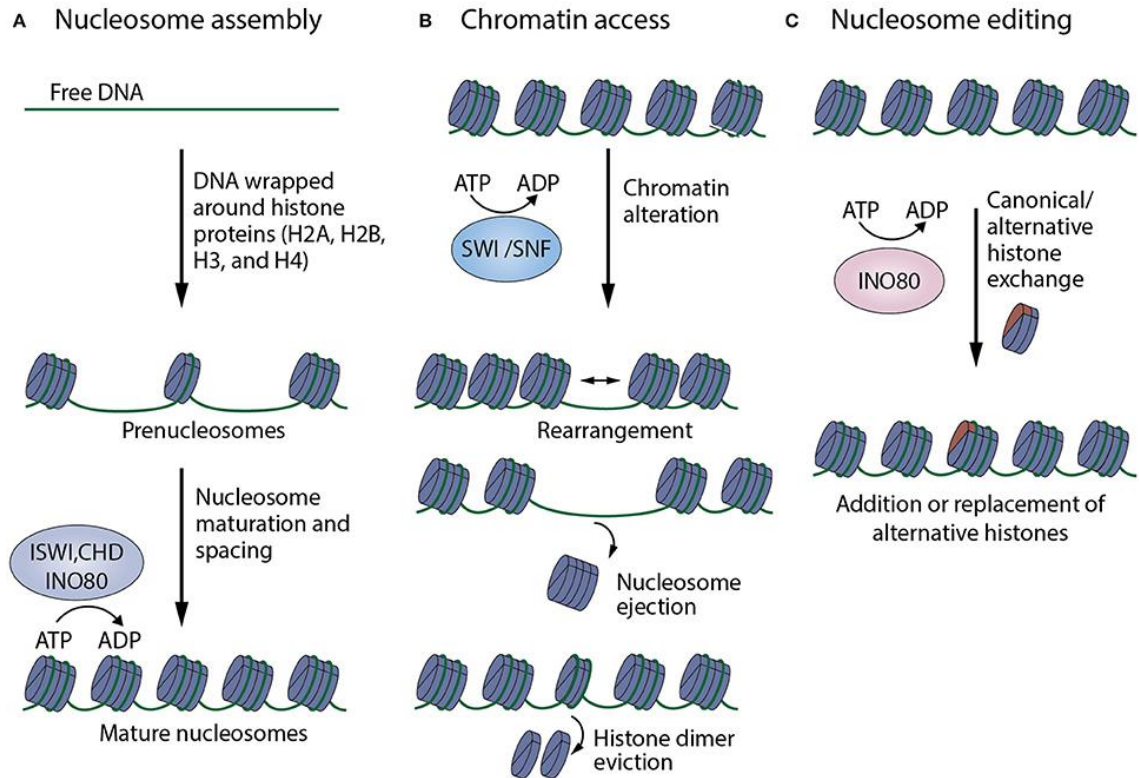 A Nucleosome assembly
Free DNA
DNA wrapped
around histone
proteins (H2A, H2B,
H3, and H4)
Prenucleosomes
Nucleosome
maturation and
spacing
ISWI,CHD
INO80
ATP ADP
Mature nucleosomes
B Chromatin access
ATP ADP
SWI /SNF
Chromatin
alteration
Rearrangement
Nucleosome
ejection
Histone dimer
eviction
C Nucleosome editing
ATP ADP
INO80
Canonical/
alternative
histone
exchange
Addition or replacement of
alternative histones